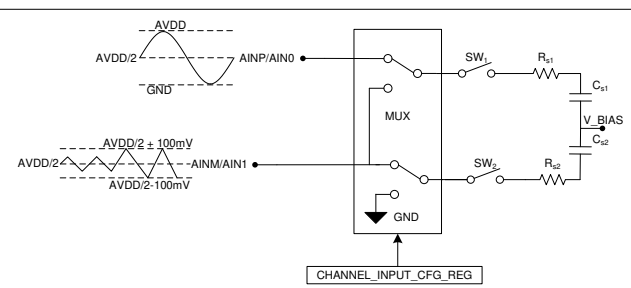 AVDD
AVDD/2
AINP/AIN0
GND
MUX
SW1
Rs1
Cs1
V_BIAS
Cs2
AVDD/2 + 100mV
AVDD/2
AINM/AIN1
AVDD/2-100mV
SW2
Rs2
GND
CHANNEL_INPUT_CFG_REG